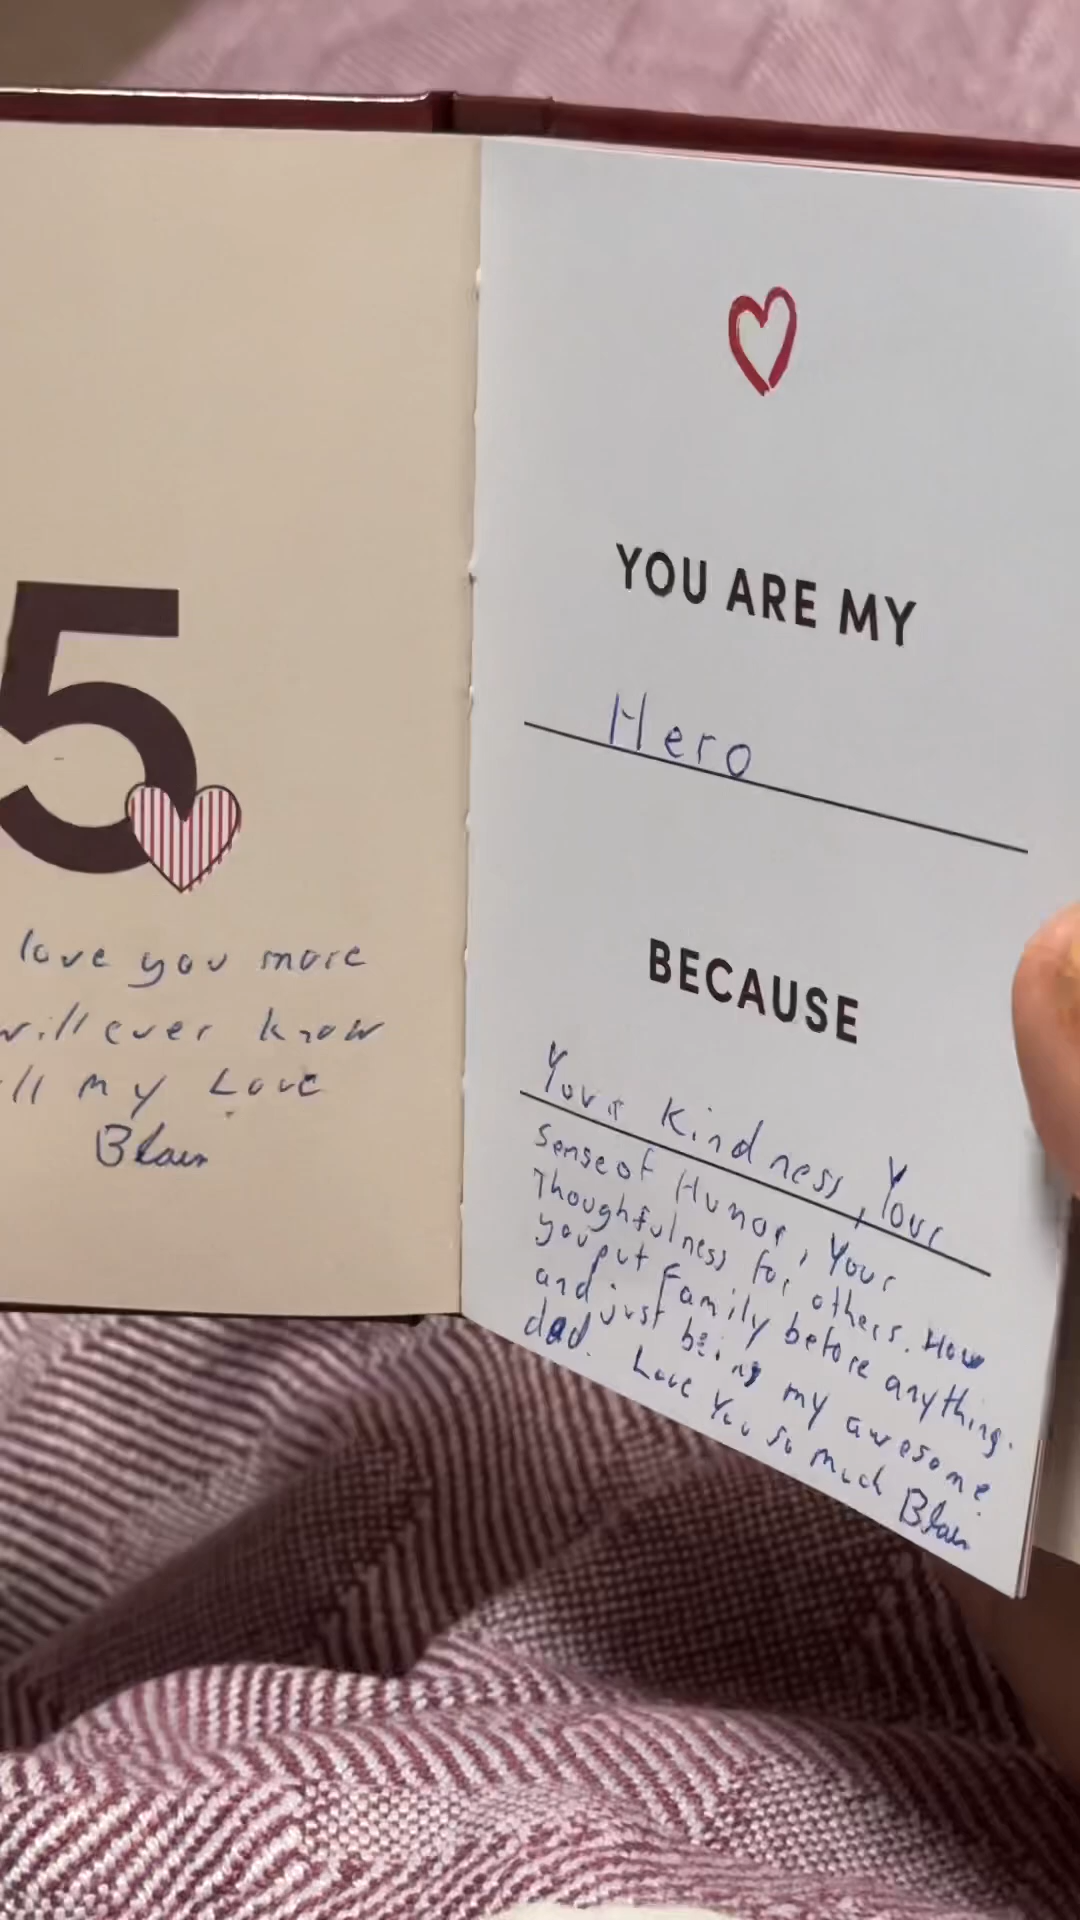 5
love you more
will ever know
ll my Love
Blair
YOU ARE MY
Hero
BECAUSE
Your Kindness, Your
Sense of Humor, Your
Thoughtfulness for others. How
you put Family before anything.
and just being my awesome
dad. Love You so much
Blair